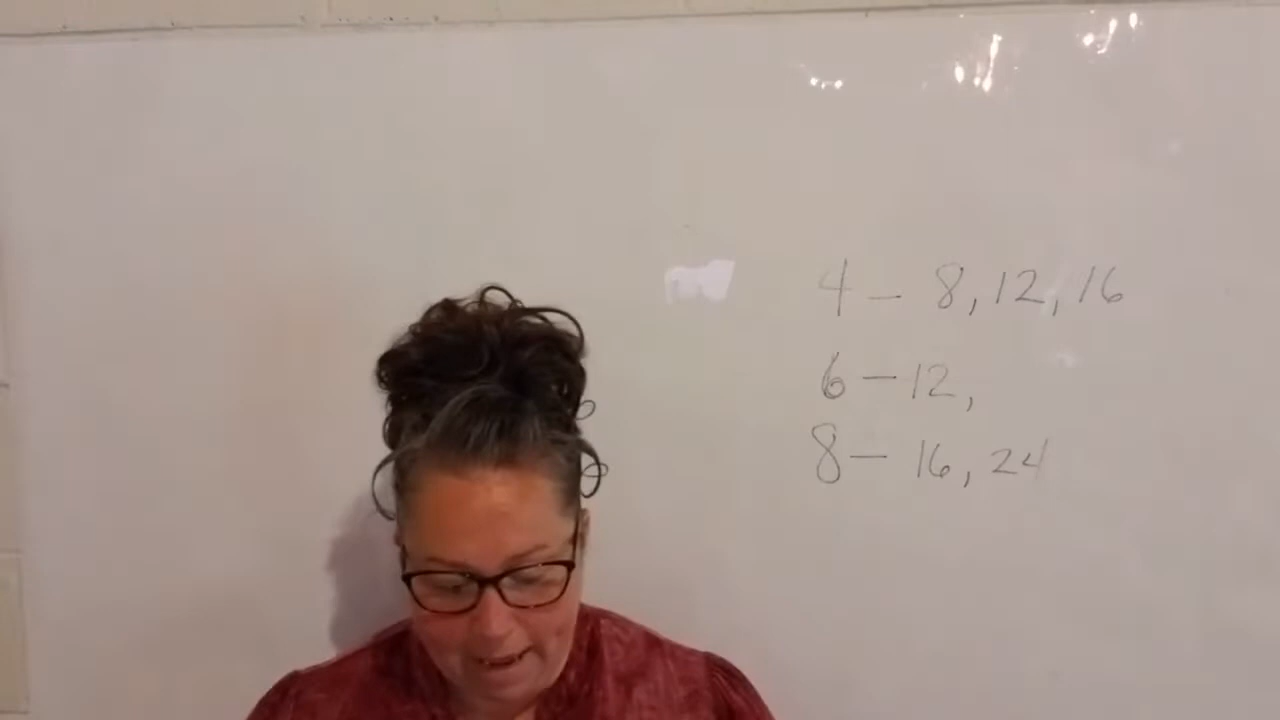 4 – 8, 12, 16
6 – 12,
8 – 16, 24